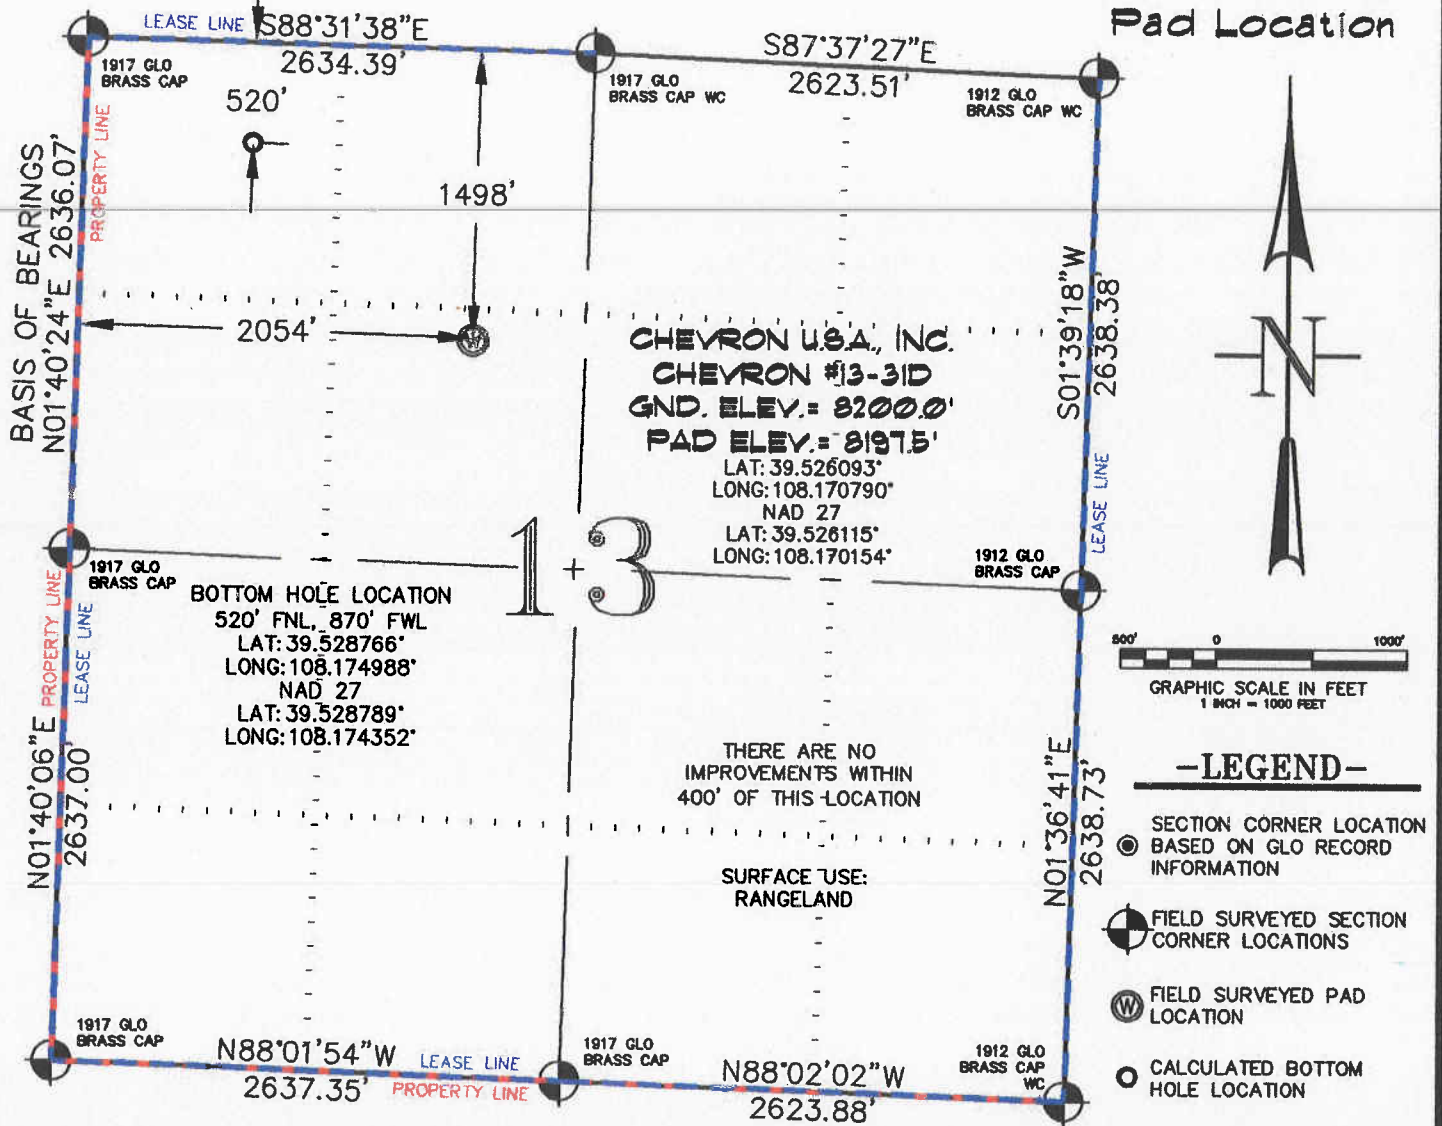 Pad Location
LEASE LINE
S88°31'38"E
2634.39'
S87°37'27"E
2623.51'
1917 GLO
BRASS CAP
1917 GLO
BRASS CAP WC
1912 GLO
BRASS CAP WC
520'
1498'
BASIS OF BEARINGS
N01°40'24"E 2636.07'
PROPERTY LINE
2054'
CHEVRON U.S.A., INC.
CHEVRON #13-31D
GND. ELEV.= 8200.0'
PAD ELEV.= 8197.5'
LAT: 39.526093°
LONG: 108.170790°
NAD 27
LAT: 39.526115°
LONG: 108.170154°
S01°39'18"W
2638.38'
LEASE LINE
N
13
1917 GLO
BRASS CAP
1912 GLO
BRASS CAP
BOTTOM HOLE LOCATION
520' FNL, 870' FWL
LAT: 39.528766°
LONG: 108.174988°
NAD 27
LAT: 39.528789°
LONG: 108.174352°
N01°40'06"E
2637.00'
PROPERTY LINE
LEASE LINE
500' 0 1000'
GRAPHIC SCALE IN FEET
1 INCH = 1000 FEET
THERE ARE NO
IMPROVEMENTS WITHIN
400' OF THIS LOCATION
SURFACE USE:
RANGELAND
N01°36'41"E
2638.73'
-LEGEND-
SECTION CORNER LOCATION
BASED ON GLO RECORD
INFORMATION
FIELD SURVEYED SECTION
CORNER LOCATIONS
W FIELD SURVEYED PAD
LOCATION
CALCULATED BOTTOM
HOLE LOCATION
W
1917 GLO
BRASS CAP
N88°01'54"W
2637.35'
LEASE LINE
PROPERTY LINE
1917 GLO
BRASS CAP
N88°02'02"W
2623.88'
1912 GLO
BRASS CAP
WC